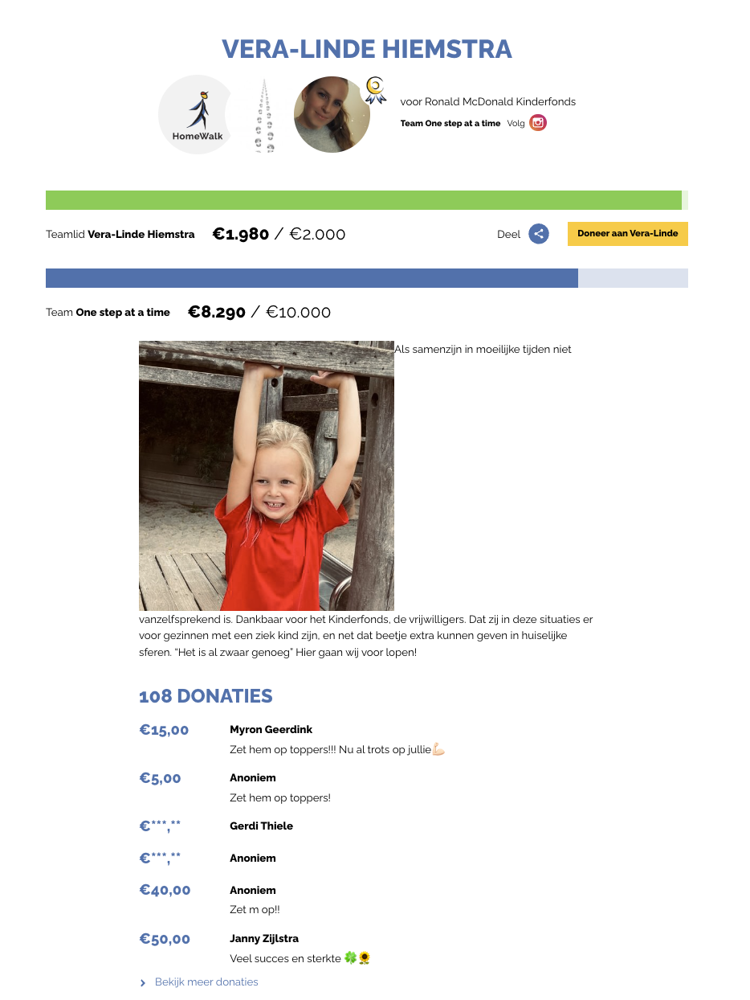 VERA-LINDE HIEMSTRA
HomeWalk
voor Ronald McDonald Kinderfonds
Team One step at a time Volg
Teamlid Vera-Linde Hiemstra €1.980 / €2.000 Deel Doneer aan Vera-Linde
Team One step at a time €8.290 / €10.000
Als samenzijn in moeilijke tijden niet
vanzelfsprekend is. Dankbaar voor het Kinderfonds, de vrijwilligers. Dat zij in deze situaties er
voor gezinnen met een ziek kind zijn, en net dat beetje extra kunnen geven in huiselijke
sferen. “Het is al zwaar genoeg” Hier gaan wij voor lopen!
108 DONATIES
€15,00 Myron Geerdink
Zet hem op toppers!!! Nu al trots op jullie💪🏻
€5,00 Anoniem
Zet hem op toppers!
€***,** Gerdi Thiele
€***,** Anoniem
€40,00 Anoniem
Zet m op!!
€50,00 Janny Zijlstra
Veel succes en sterkte 🍀🌻
Bekijk meer donaties